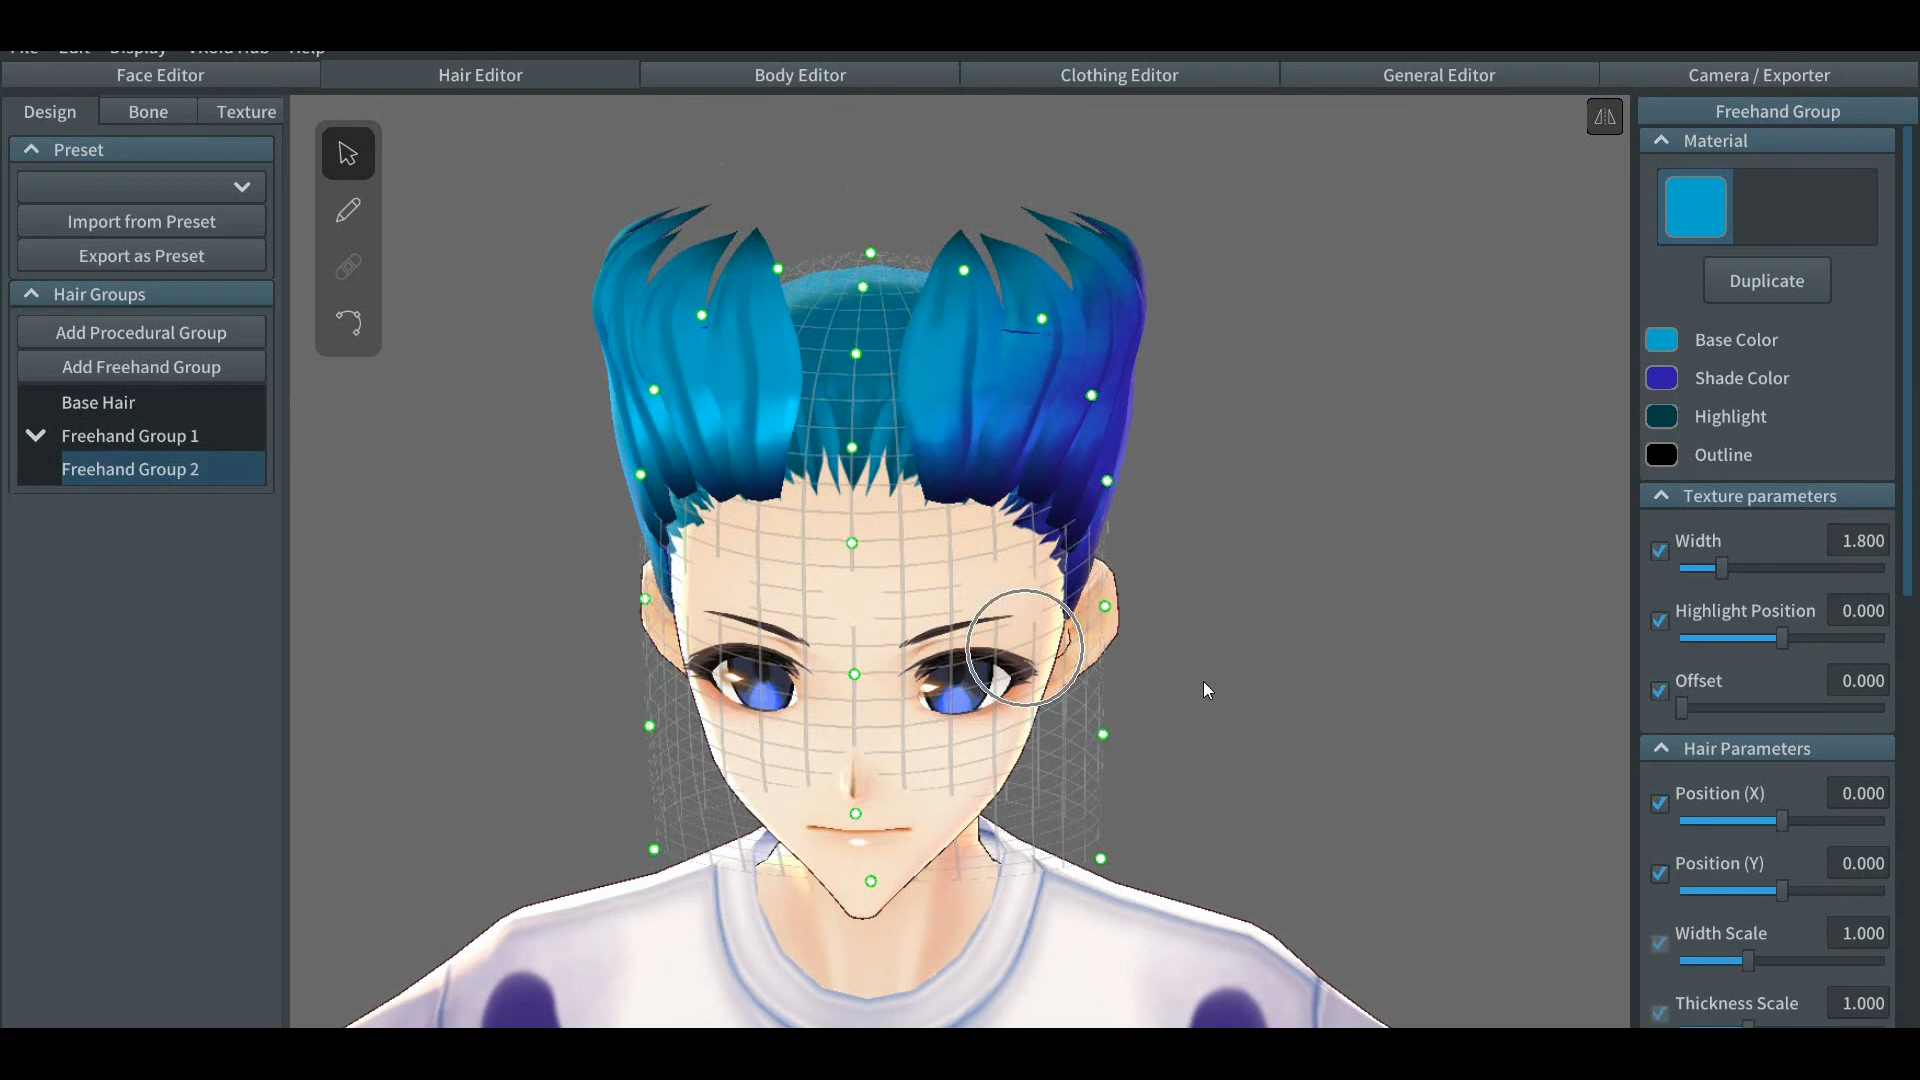 Face Editor
Hair Editor
Body Editor
Clothing Editor
General Editor
Camera / Exporter
Design
Bone
Texture
Preset
Import from Preset
Export as Preset
Hair Groups
Add Procedural Group
Add Freehand Group
Base Hair
Freehand Group 1
Freehand Group 2
Freehand Group
Material
Duplicate
Base Color
Shade Color
Highlight
Outline
Texture parameters
Width 1.800
Highlight Position 0.000
Offset 0.000
Hair Parameters
Position (X) 0.000
Position (Y) 0.000
Width Scale 1.000
Thickness Scale 1.000